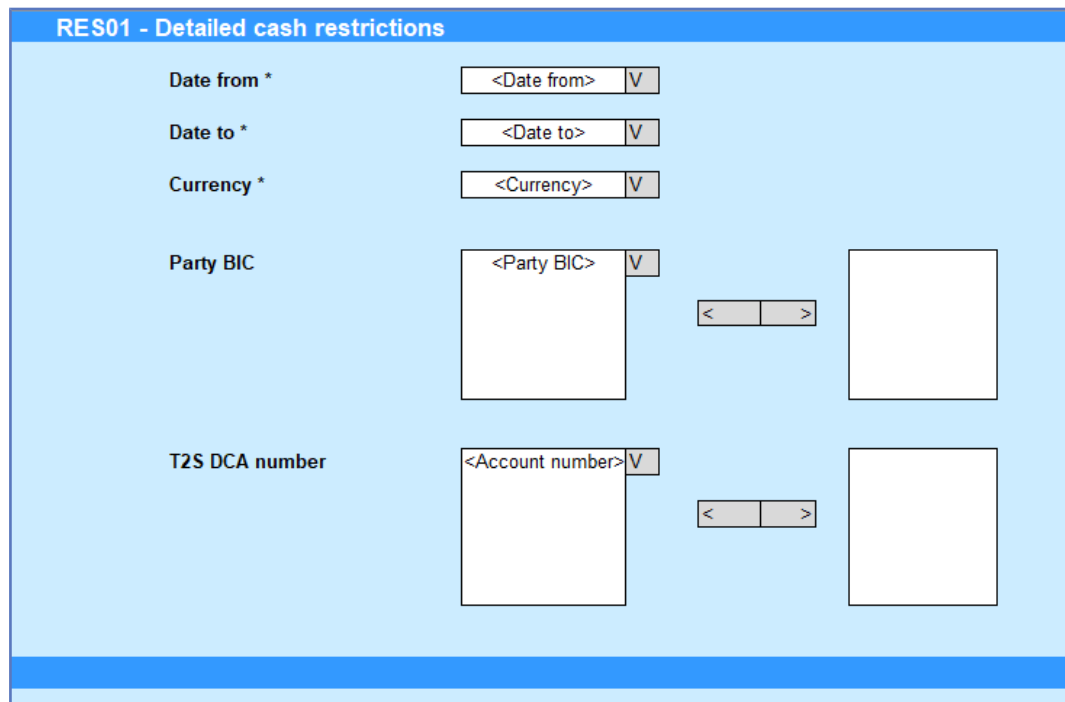 RES01 - Detailed cash restrictions
Date from * <Date from> V
Date to * <Date to> V
Currency * <Currency> V
Party BIC <Party BIC> V
< >
T2S DCA number <Account number> V
< >